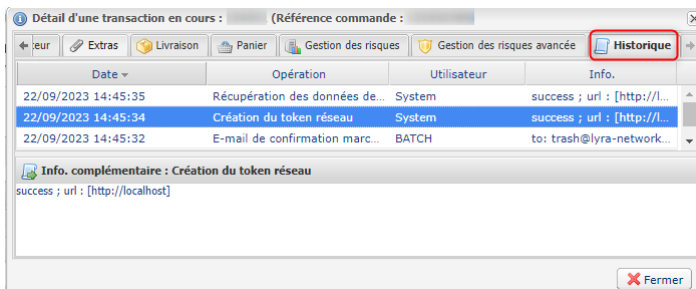 Détail d'une transaction en cours : (Référence commande :
:eur Extras Livraison Panier Gestion des risques Gestion des risques avancée Historique
Date Opération Utilisateur Info.
22/09/2023 14:45:35 Récupération des données de... System success ; url : [http://l...
22/09/2023 14:45:34 Création du token réseau System success ; url : [http://l...
22/09/2023 14:45:32 E-mail de confirmation marc... BATCH to: trash@lyra-network...
Info. complémentaire : Création du token réseau
success ; url : [http://localhost]
Fermer